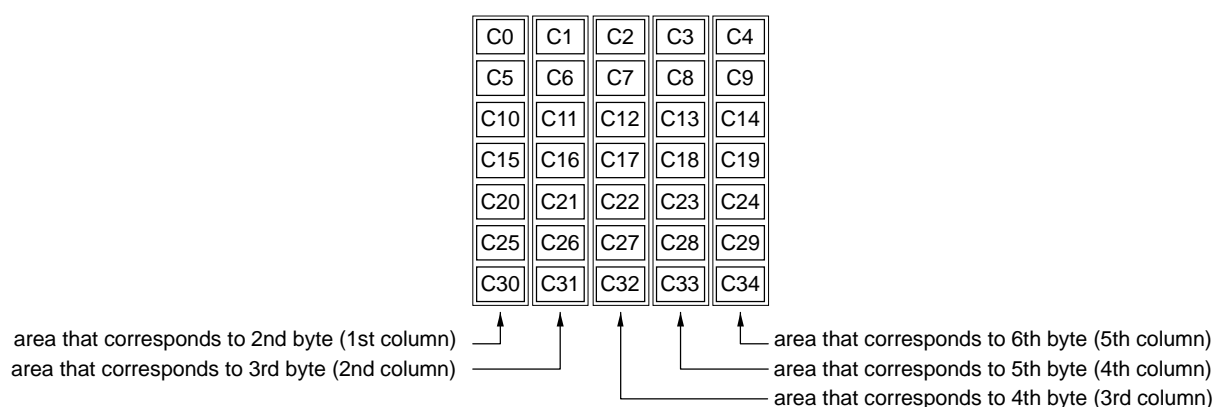 C0 C1 C2 C3 C4
C5 C6 C7 C8 C9
C10 C11 C12 C13 C14
C15 C16 C17 C18 C19
C20 C21 C22 C23 C24
C25 C26 C27 C28 C29
C30 C31 C32 C33 C34
area that corresponds to 2nd byte (1st column)
area that corresponds to 3rd byte (2nd column)
area that corresponds to 6th byte (5th column)
area that corresponds to 5th byte (4th column)
area that corresponds to 4th byte (3rd column)